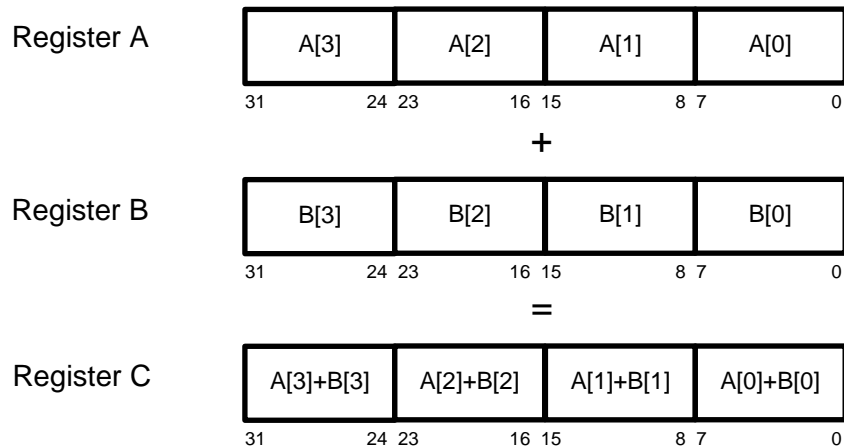 Register A A[3] A[2] A[1] A[0]
31 24 23 16 15 8 7 0
+
Register B B[3] B[2] B[1] B[0]
31 24 23 16 15 8 7 0
=
Register C A[3]+B[3] A[2]+B[2] A[1]+B[1] A[0]+B[0]
31 24 23 16 15 8 7 0